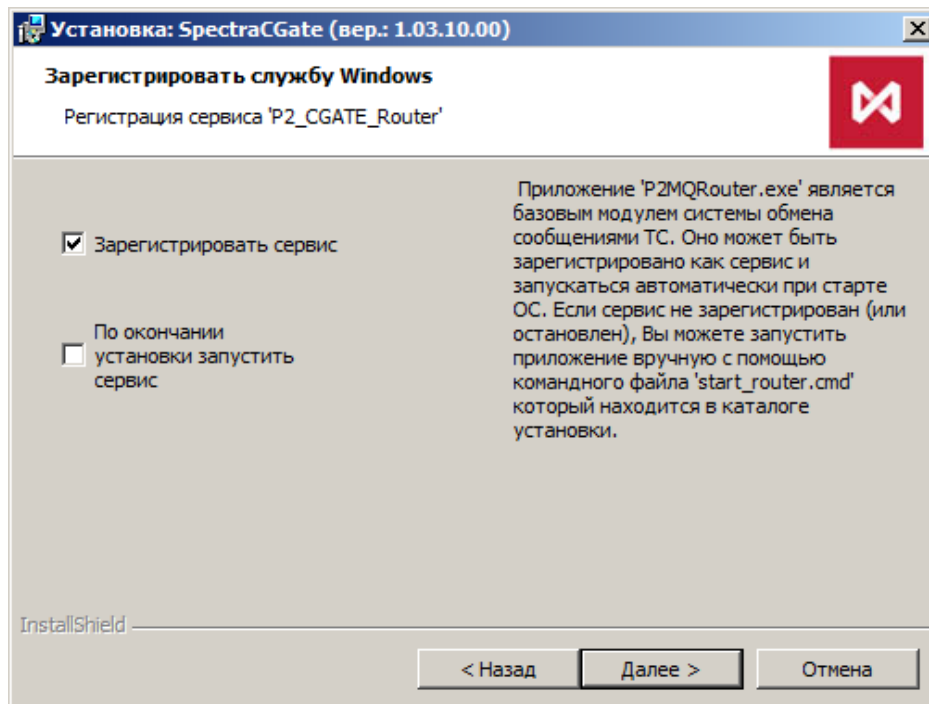 Установка: SpectraCGate (вер.: 1.03.10.00)
Зарегистрировать службу Windows
Регистрация сервиса 'P2_CGATE_Router'
Зарегистрировать сервис
По окончании
установки запустить
сервис
Приложение 'P2MQRouter.exe' является
базовым модулем системы обмена
сообщениями ТС. Оно может быть
зарегистрировано как сервис и
запускаться автоматически при старте
ОС. Если сервис не зарегистрирован (или
остановлен), Вы можете запустить
приложение вручную с помощью
командного файла 'start_router.cmd'
который находится в каталоге
установки.
InstallShield
< Назад
Далее >
Отмена